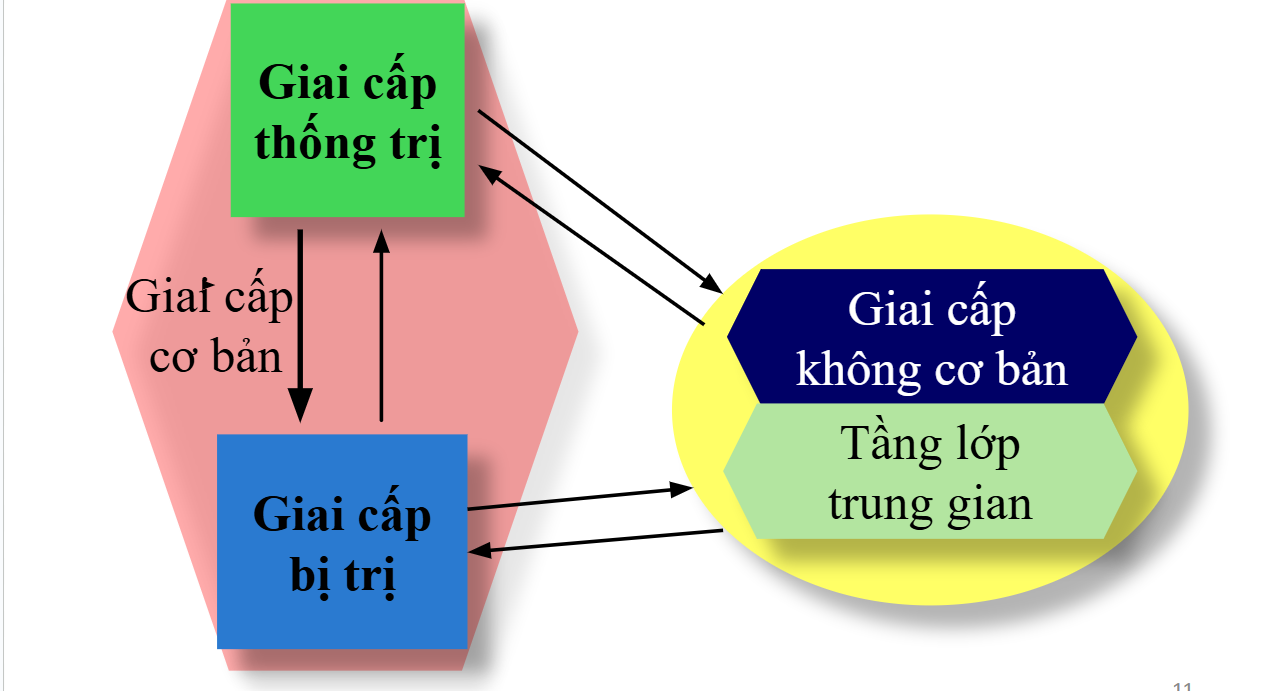 Giai cấp
thống trị
Giai cấp
cơ bản
Giai cấp
không cơ bản
Tầng lớp
trung gian
Giai cấp
bị trị
11